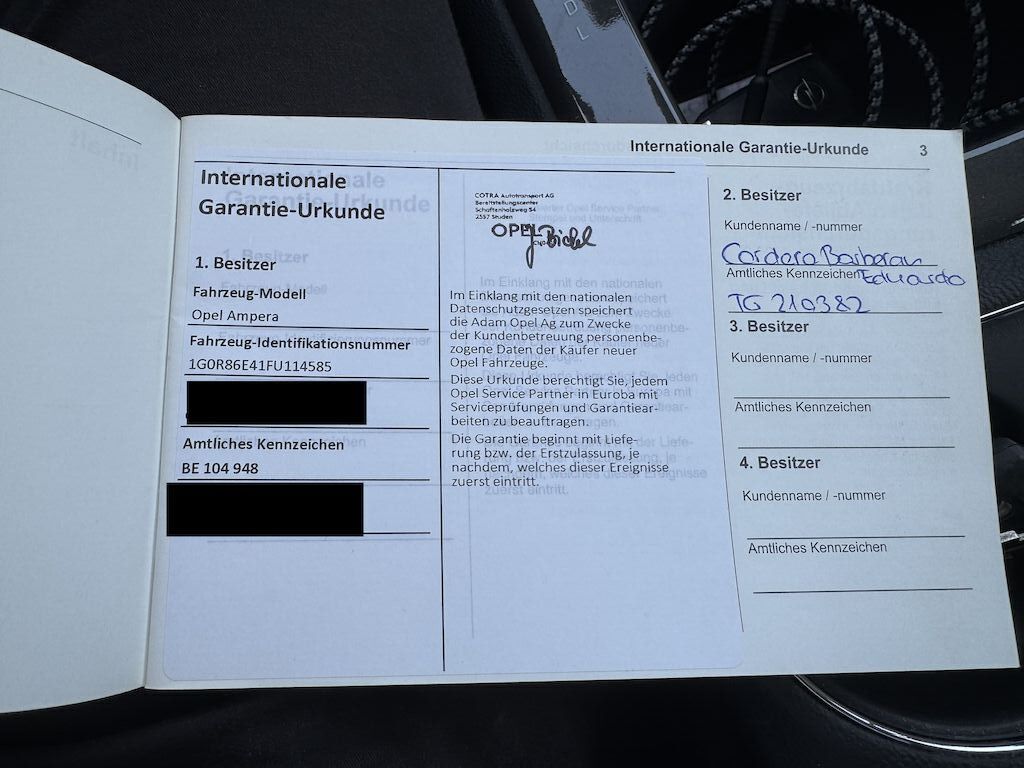 Internationale Garantie-Urkunde 3
Internationale
Garantie-Urkunde
1. Besitzer
Fahrzeug-Modell
Opel Ampera
Fahrzeug-Identifikationsnummer
1G0R86E41FU114585
Amtliches Kennzeichen
BE 104 948
COTRA Autotransport AG
Bereitstellungscenter
Schaftenholzweg 54
2557 Studen
OPEL
Im Einklang mit den nationalen
Datenschutzgesetzen speichert
die Adam Opel Ag zum Zwecke
der Kundenbetreuung personenbe-
zogene Daten der Käufer neuer
Opel Fahrzeuge.
Diese Urkunde berechtigt Sie, jedem
Opel Service Partner in Euroba mit
Serviceprüfungen und Garantiear-
beiten zu beauftragen.
Die Garantie beginnt mit Liefe-
rung bzw. der Erstzulassung, je
nachdem, welches dieser Ereignisse
zuerst eintritt.
2. Besitzer
Kundenname / -nummer
Cordero Barberan
Eduardo
Amtliches Kennzeichen
TG 210382
3. Besitzer
Kundenname / -nummer
Amtliches Kennzeichen
4. Besitzer
Kundenname / -nummer
Amtliches Kennzeichen